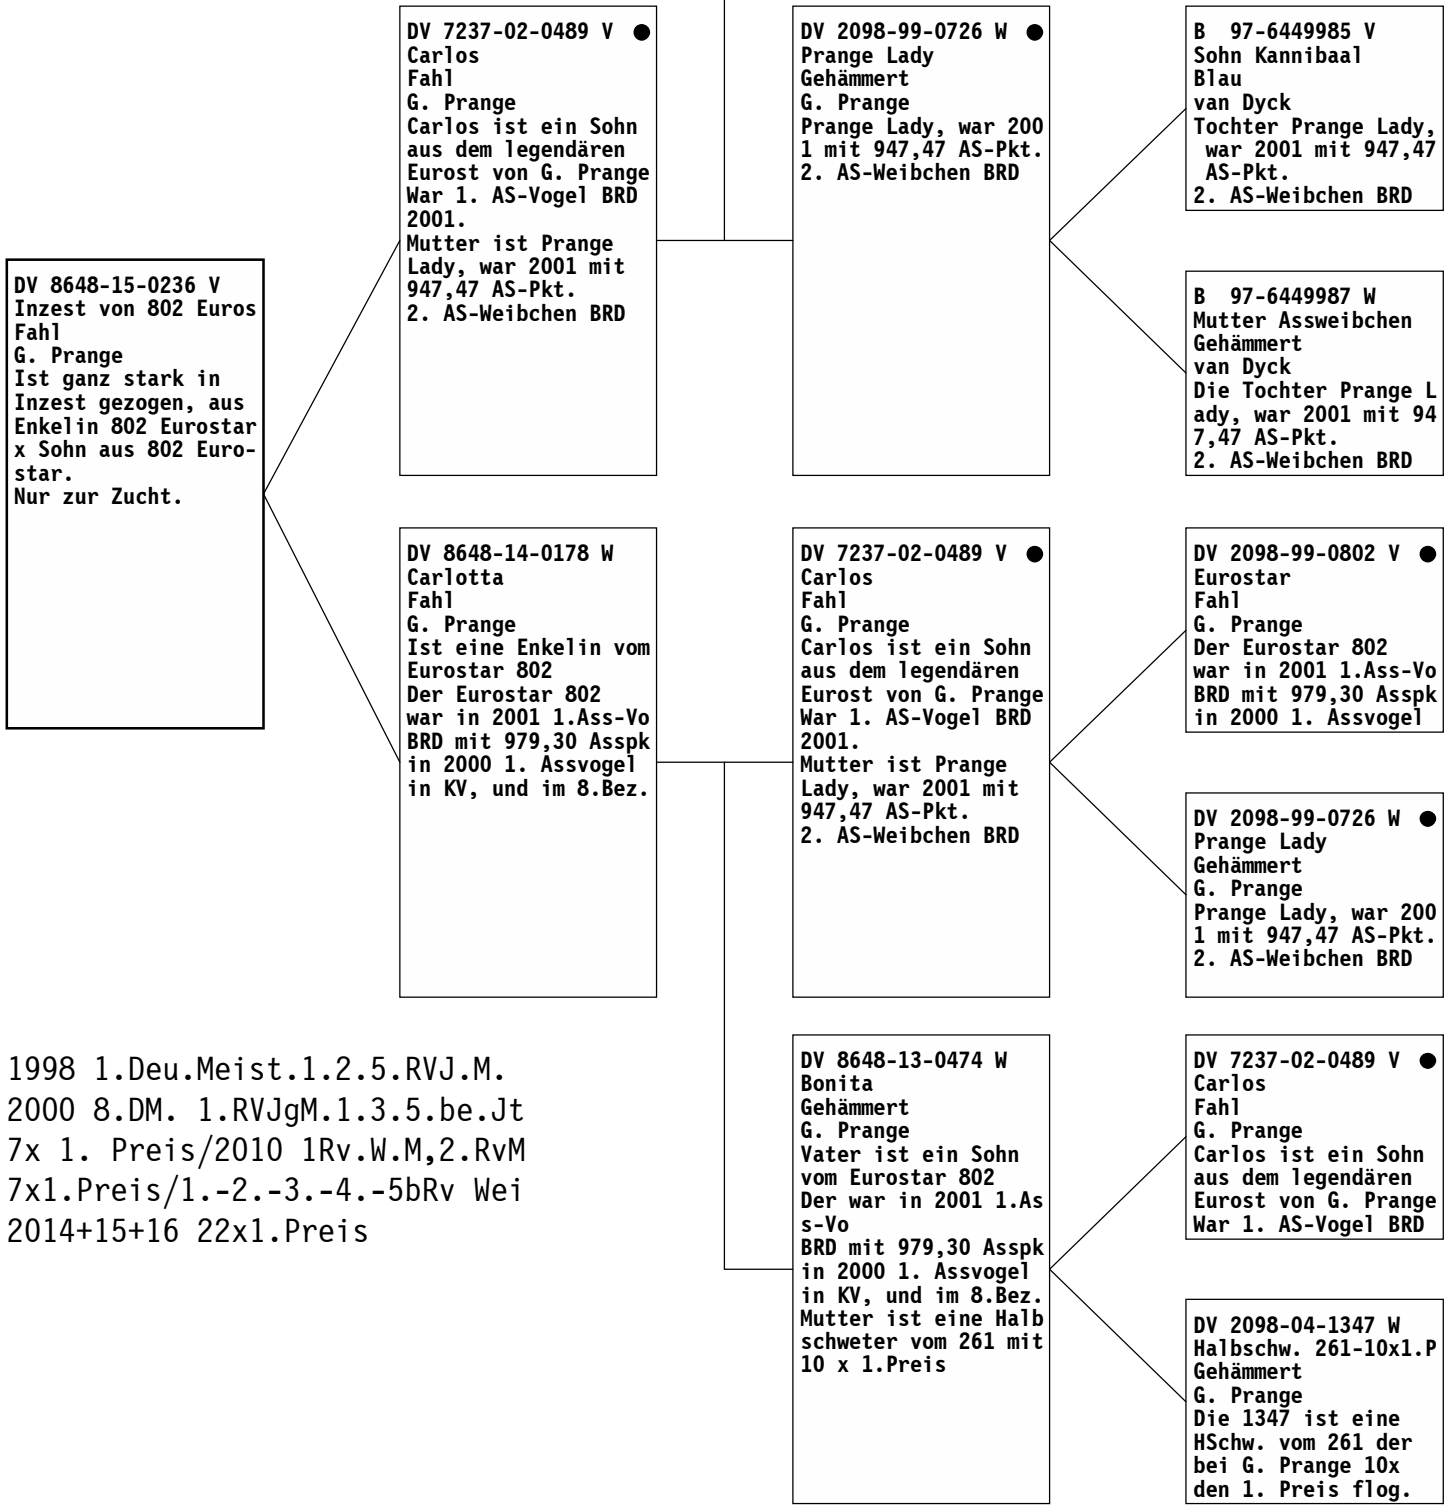 DV 8648-15-0236 V
Inzest von 802 Euros
Fahl
G. Prange
Ist ganz stark in
Inzest gezogen, aus
Enkelin 802 Eurostar
x Sohn aus 802 Euro-
star.
Nur zur Zucht.
DV 7237-02-0489 V ●
Carlos
Fahl
G. Prange
Carlos ist ein Sohn
aus dem legendären
Eurost von G. Prange
War 1. AS-Vogel BRD
2001.
Mutter ist Prange
Lady, war 2001 mit
947,47 AS-Pkt.
2. AS-Weibchen BRD
DV 8648-14-0178 W
Carlotta
Fahl
G. Prange
Ist eine Enkelin vom
Eurostar 802
Der Eurostar 802
war in 2001 1.Ass-Vo
BRD mit 979,30 Asspk
in 2000 1. Assvogel
in KV, und im 8.Bez.
DV 2098-99-0726 W ●
Prange Lady
Gehämmert
G. Prange
Prange Lady, war 200
1 mit 947,47 AS-Pkt.
2. AS-Weibchen BRD
DV 7237-02-0489 V ●
Carlos
Fahl
G. Prange
Carlos ist ein Sohn
aus dem legendären
Eurost von G. Prange
War 1. AS-Vogel BRD
2001.
Mutter ist Prange
Lady, war 2001 mit
947,47 AS-Pkt.
2. AS-Weibchen BRD
DV 8648-13-0474 W
Bonita
Gehämmert
G. Prange
Vater ist ein Sohn
vom Eurostar 802
Der war in 2001 1.As
s-Vo
BRD mit 979,30 Asspk
in 2000 1. Assvogel
in KV, und im 8.Bez.
Mutter ist eine Halb
schweter vom 261 mit
10 x 1.Preis
B  97-6449985 V
Sohn Kannibaal
Blau
van Dyck
Tochter Prange Lady,
war 2001 mit 947,47
AS-Pkt.
2. AS-Weibchen BRD
B  97-6449987 W
Mutter Assweibchen
Gehämmert
van Dyck
Die Tochter Prange L
ady, war 2001 mit 94
7,47 AS-Pkt.
2. AS-Weibchen BRD
DV 2098-99-0802 V ●
Eurostar
Fahl
G. Prange
Der Eurostar 802
war in 2001 1.Ass-Vo
BRD mit 979,30 Asspk
in 2000 1. Assvogel
DV 2098-99-0726 W ●
Prange Lady
Gehämmert
G. Prange
Prange Lady, war 200
1 mit 947,47 AS-Pkt.
2. AS-Weibchen BRD
DV 7237-02-0489 V ●
Carlos
Fahl
G. Prange
Carlos ist ein Sohn
aus dem legendären
Eurost von G. Prange
War 1. AS-Vogel BRD
DV 2098-04-1347 W
Halbschw. 261-10x1.P
Gehämmert
G. Prange
Die 1347 ist eine
HSchw. vom 261 der
bei G. Prange 10x
den 1. Preis flog.
1998 1.Deu.Meist.1.2.5.RVJ.M.
2000 8.DM. 1.RVJgM.1.3.5.be.Jt
7x 1. Preis/2010 1Rv.W.M,2.RvM
7x1.Preis/1.-2.-3.-4.-5bRv Wei
2014+15+16 22x1.Preis